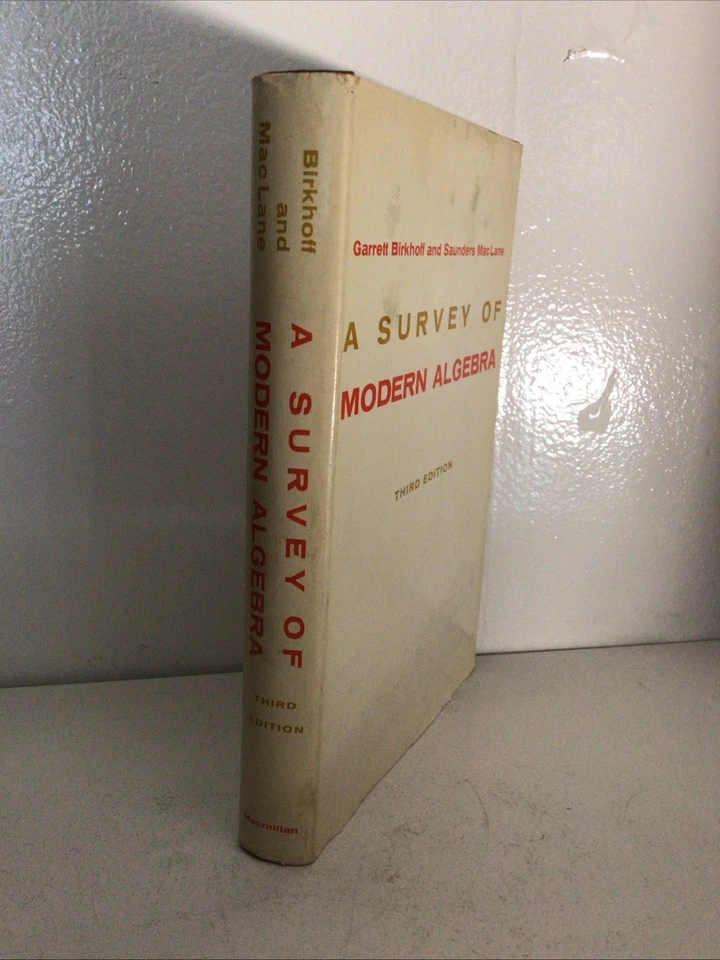 Birkhoff
and
Mac Lane
A SURVEY OF
MODERN ALGEBRA
THIRD
EDITION
Macmillan
Garrett Birkhoff and Saunders Mac Lane
A SURVEY OF
MODERN ALGEBRA
THIRD EDITION